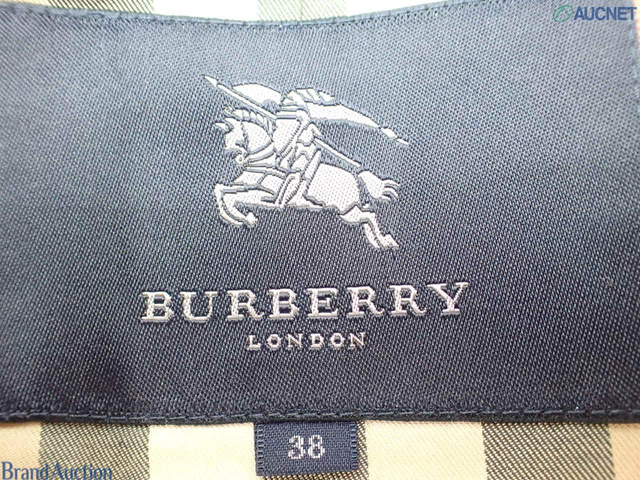 AUCNET
BURBERRY
LONDON
38
Brand Auction